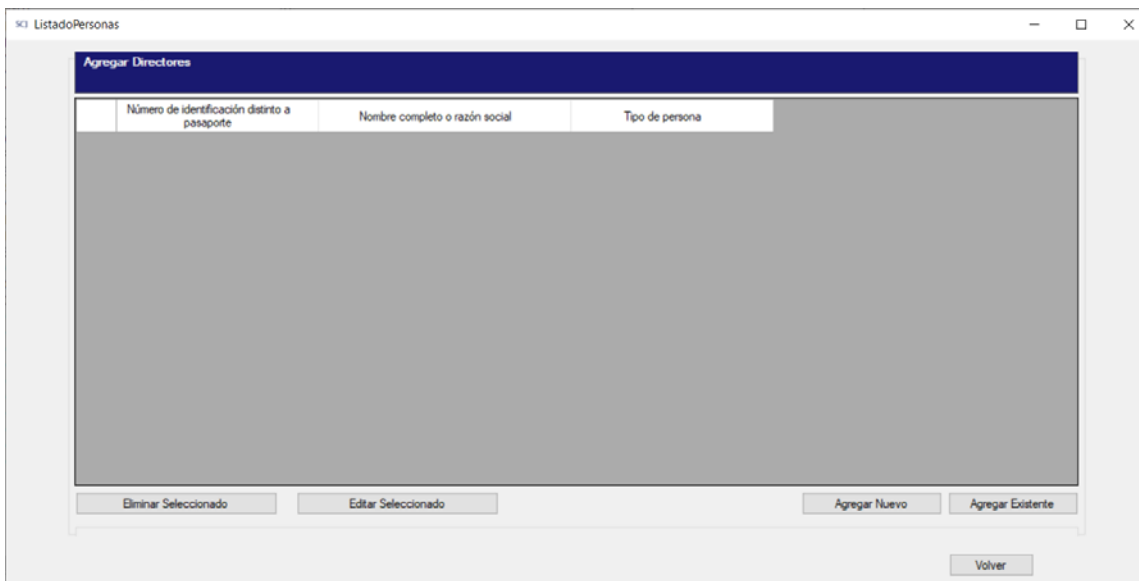 SCJ ListadoPersonas
Agregar Directores
Número de identificación distinto a
pasaporte
Nombre completo o razón social
Tipo de persona
Eliminar Seleccionado
Editar Seleccionado
Agregar Nuevo
Agregar Existente
Volver